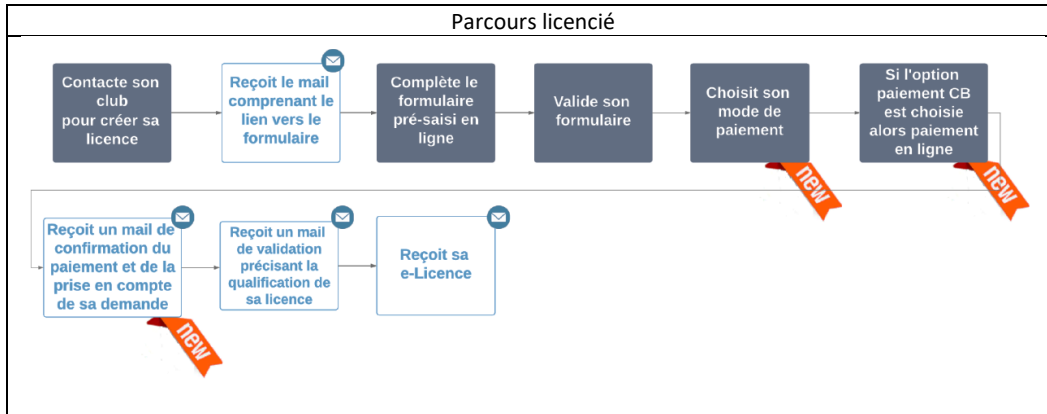 Parcours licencié
Contacte son
club
pour créer sa
licence
Reçoit le mail
comprenant le
lien vers le
formulaire
Complète le
formulaire
pré-saisi en
ligne
Valide son
formulaire
Choisit son
mode de
paiement
new
Si l'option
paiement CB
est choisie
alors paiement
en ligne
new
Reçoit un mail de
confirmation du
paiement et de la
prise en compte
de sa demande
new
Reçoit un mail
de validation
précisant la
qualification de
sa licence
Reçoit sa
e-Licence